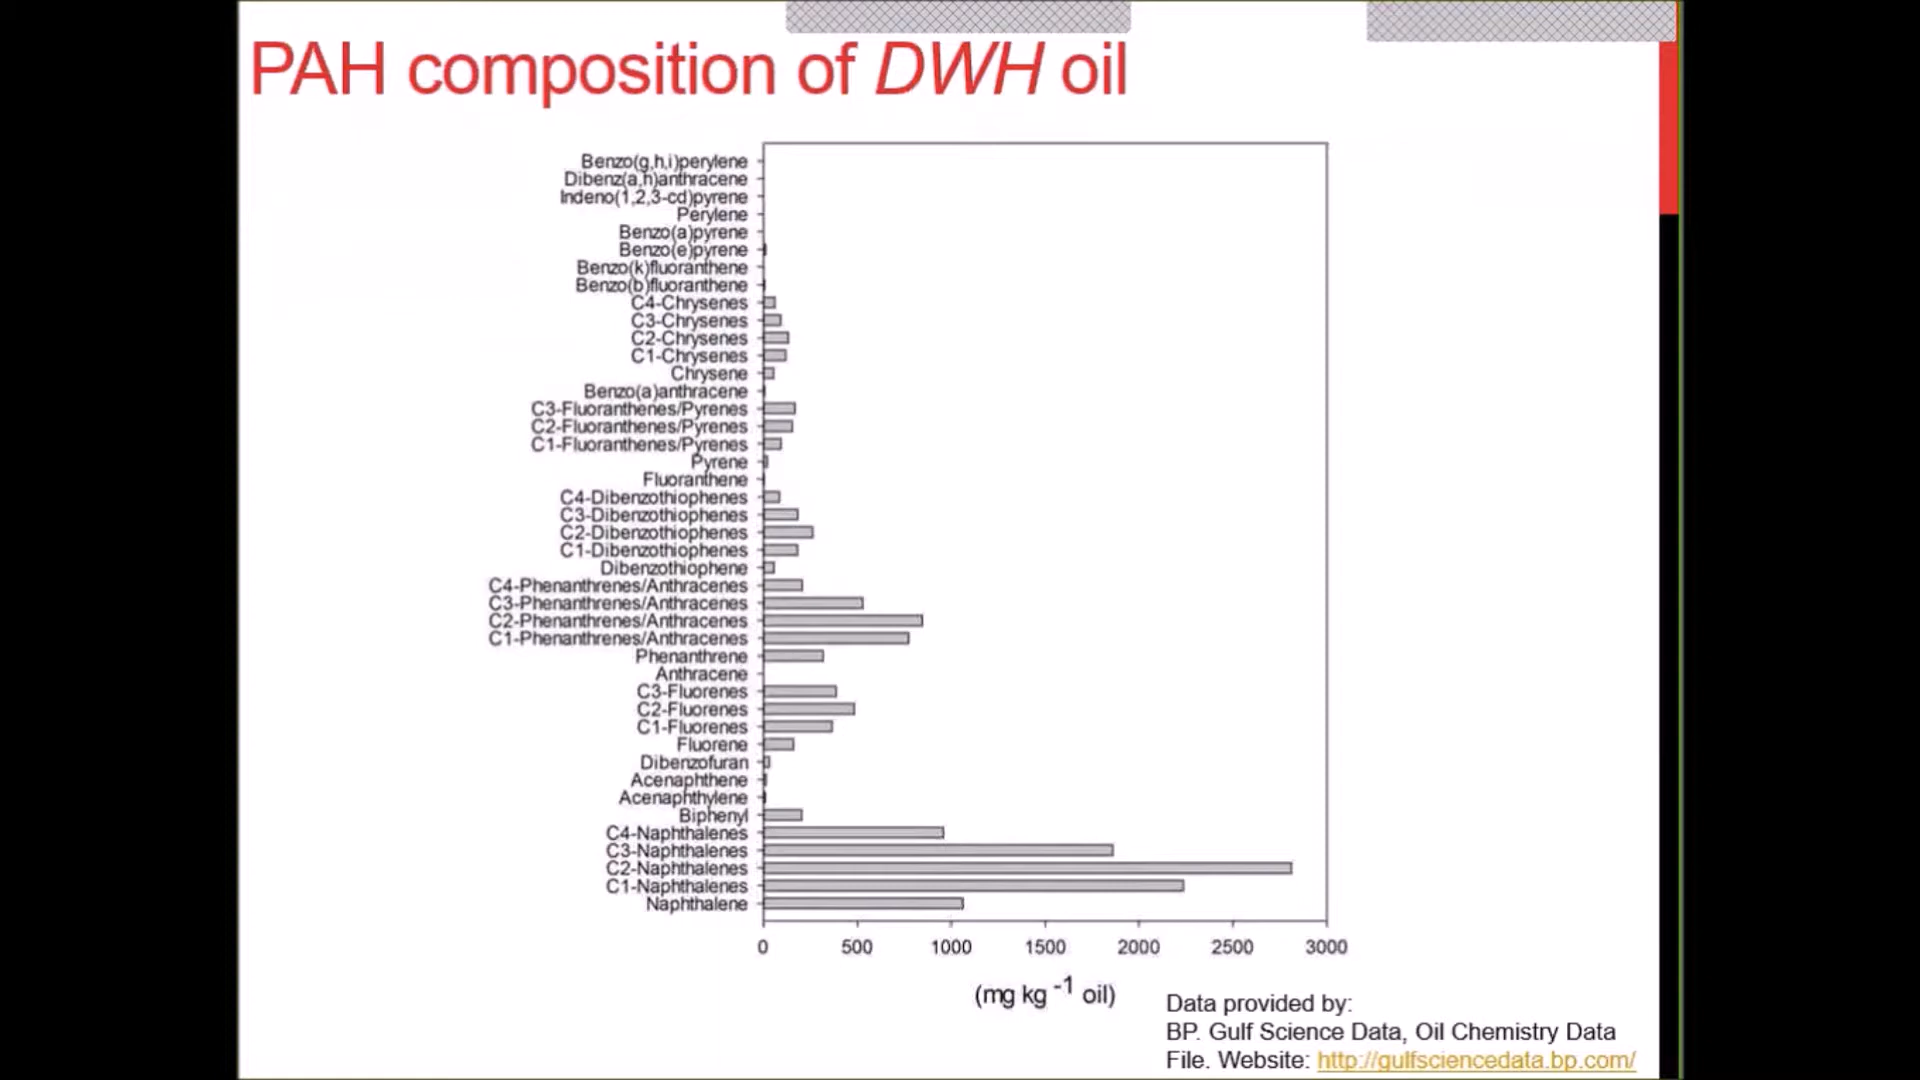 PAH composition of DWH oil
Benzo(g,h,i)perylene
Dibenz(a,h)anthracene
Indeno(1,2,3-cd)pyrene
Perylene
Benzo(a)pyrene
Benzo(e)pyrene
Benzo(k)fluoranthene
Benzo(b)fluoranthene
C4-Chrysenes
C3-Chrysenes
C2-Chrysenes
C1-Chrysenes
Chrysene
Benzo(a)anthracene
C3-Fluoranthenes/Pyrenes
C2-Fluoranthenes/Pyrenes
C1-Fluoranthenes/Pyrenes
Pyrene
Fluoranthene
C4-Dibenzothiophenes
C3-Dibenzothiophenes
C2-Dibenzothiophenes
C1-Dibenzothiophenes
Dibenzothiophene
C4-Phenanthrenes/Anthracenes
C3-Phenanthrenes/Anthracenes
C2-Phenanthrenes/Anthracenes
C1-Phenanthrenes/Anthracenes
Phenanthrene
Anthracene
C3-Fluorenes
C2-Fluorenes
C1-Fluorenes
Fluorene
Dibenzofuran
Acenaphthene
Acenaphthylene
Biphenyl
C4-Naphthalenes
C3-Naphthalenes
C2-Naphthalenes
C1-Naphthalenes
Naphthalene
0 500 1000 1500 2000 2500 3000
(mg kg -1 oil)
Data provided by:
BP. Gulf Science Data, Oil Chemistry Data
File. Website: http://gulfsciencedata.bp.com/